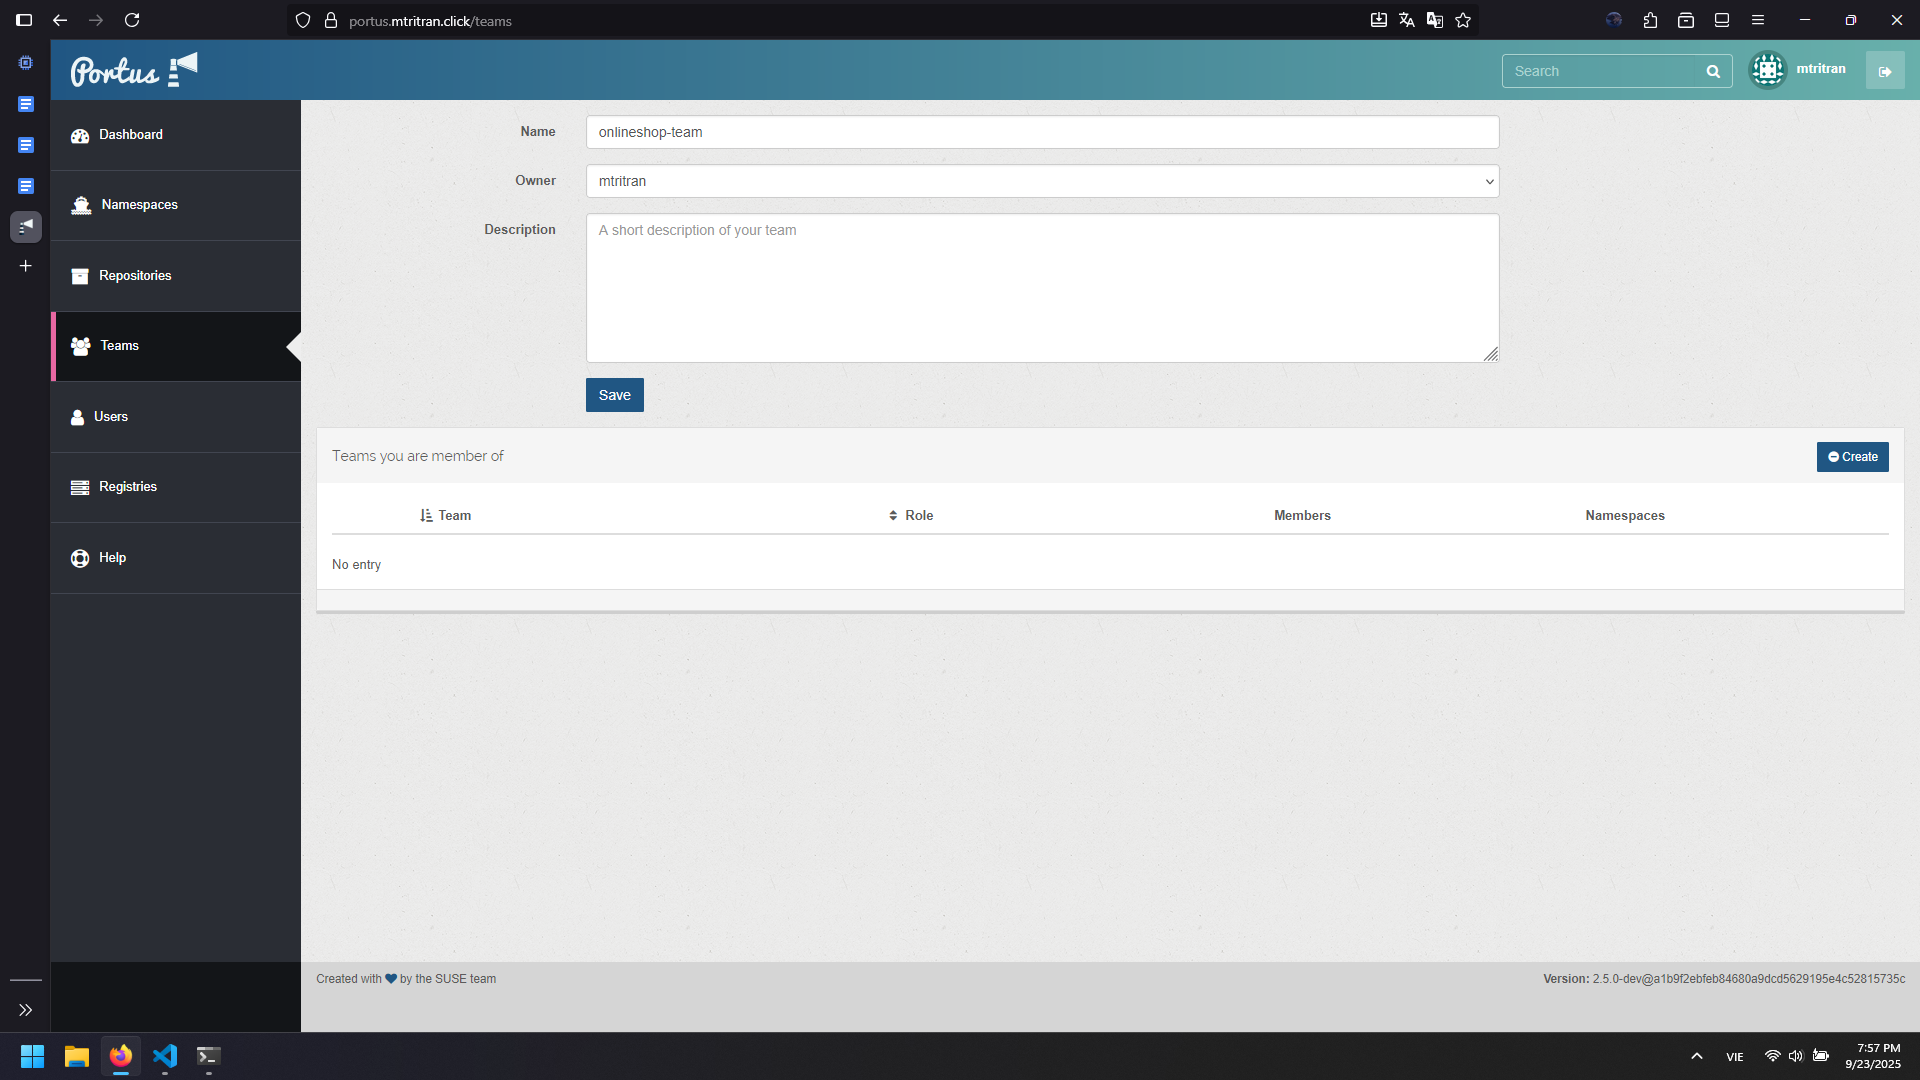 portus.mtritran.click/teams
Portus
Search
mtritran
Dashboard
Namespaces
Repositories
Teams
Users
Registries
Help
Name
onlineshop-team
Owner
mtritran
Description
A short description of your team
Save
Teams you are member of
Create
Team Role Members Namespaces
No entry
Created with by the SUSE team
Version: 2.5.0-dev@a1b9f2ebfeb84680a9dcd5629195e4c52815735c
VIE
7:57 PM
9/23/2025